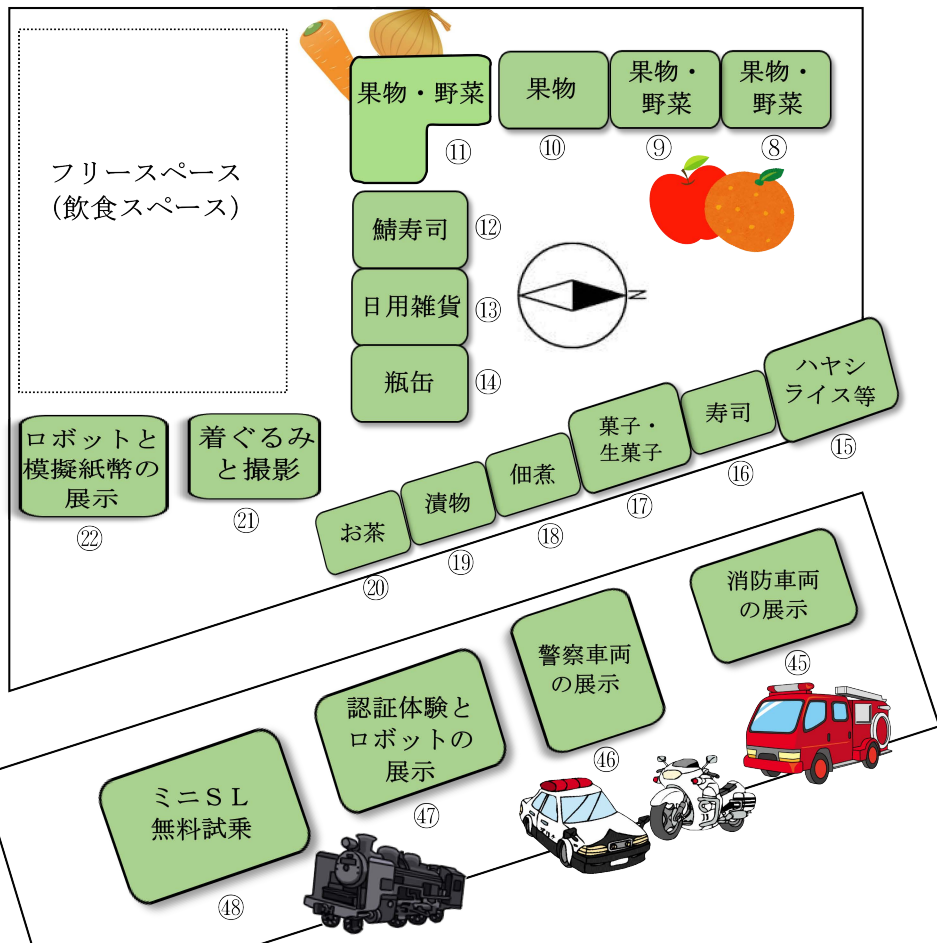 フリースペース
（飲食スペース）
果物・野菜
⑪
果物
⑩
果物・
野菜
⑨
果物・
野菜
⑧
鯖寿司
⑫
日用雑貨
⑬
瓶缶
⑭
N
ハヤシ
ライス等
⑮
寿司
⑯
菓子・
生菓子
⑰
佃煮
⑱
漬物
⑲
お茶
⑳
着ぐるみ
と撮影
㉑
ロボットと
模擬紙幣の
展示
㉒
消防車両
の展示
㊺
警察車両
の展示
㊻
認証体験と
ロボットの
展示
㊼
ミニＳＬ
無料試乗
㊽